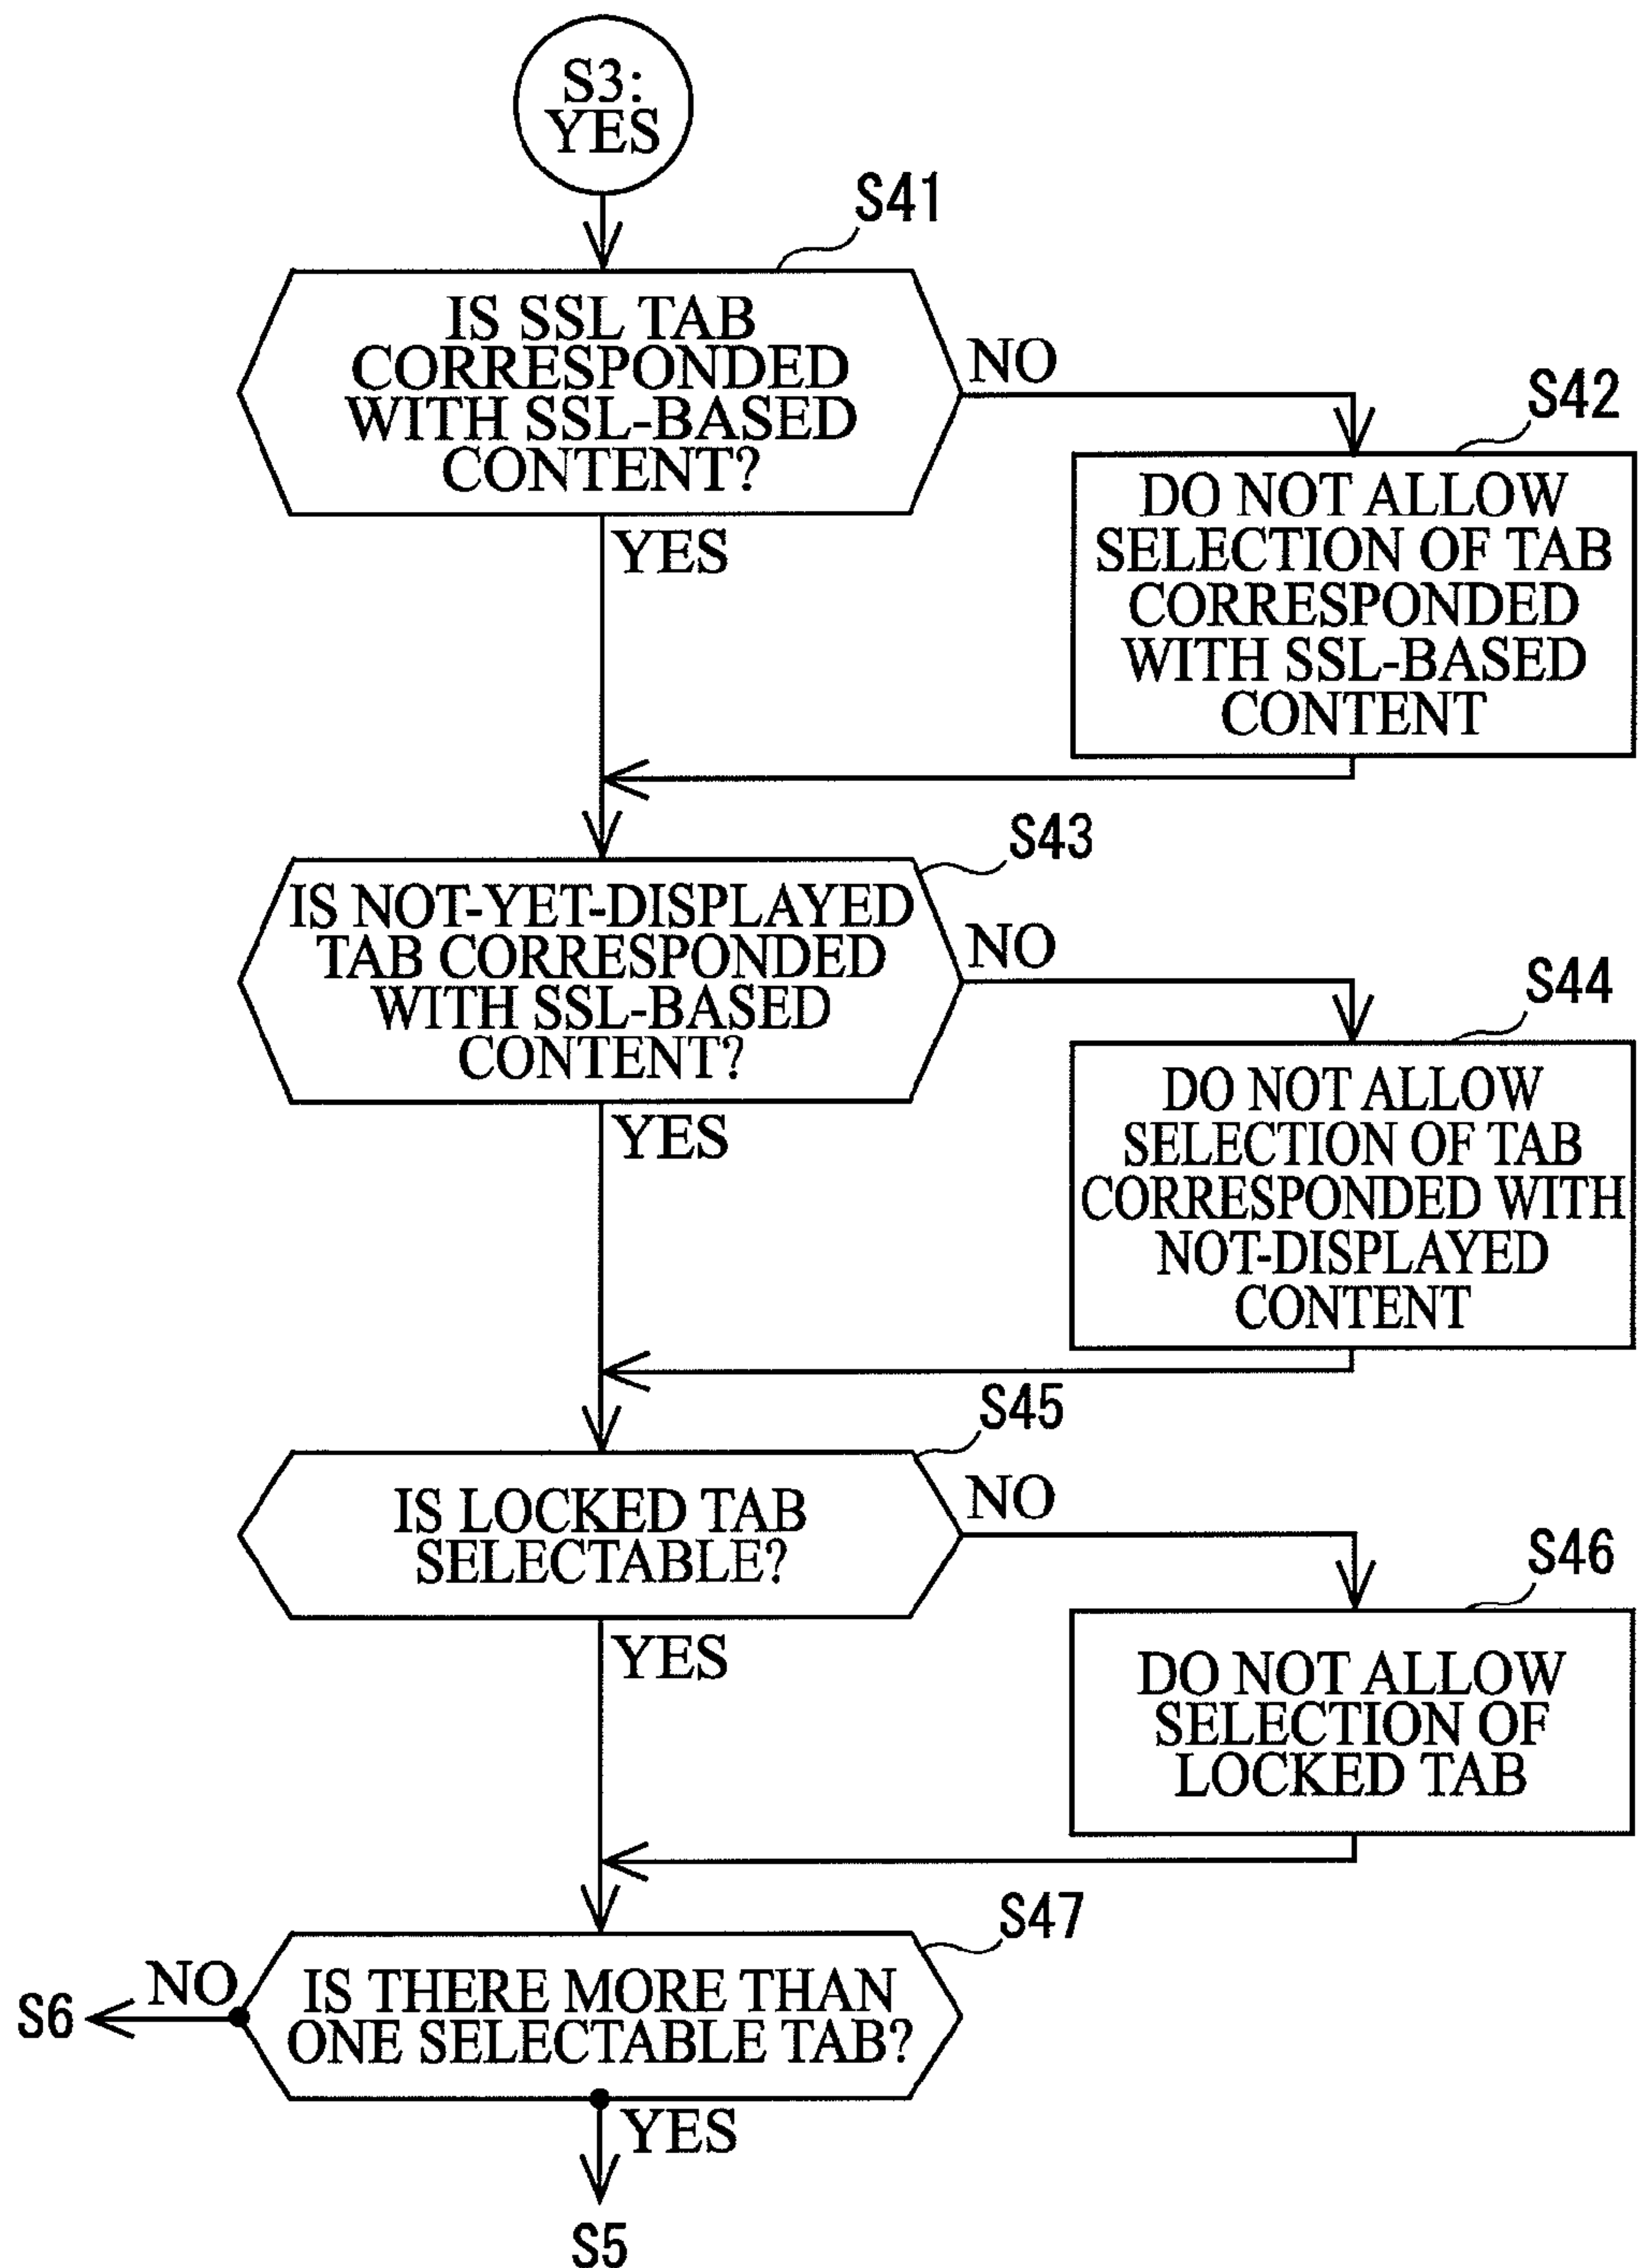 S3:
YES
S41
IS SSL TAB
CORRESPONDED
WITH SSL-BASED
CONTENT?
NO
YES
S42
DO NOT ALLOW
SELECTION OF TAB
CORRESPONDED
WITH SSL-BASED
CONTENT
S43
IS NOT-YET-DISPLAYED
TAB CORRESPONDED
WITH SSL-BASED
CONTENT?
NO
YES
S44
DO NOT ALLOW
SELECTION OF TAB
CORRESPONDED WITH
NOT-DISPLAYED
CONTENT
S45
IS LOCKED TAB
SELECTABLE?
NO
YES
S46
DO NOT ALLOW
SELECTION OF
LOCKED TAB
S47
IS THERE MORE THAN
ONE SELECTABLE TAB?
NO
S6
YES
S5